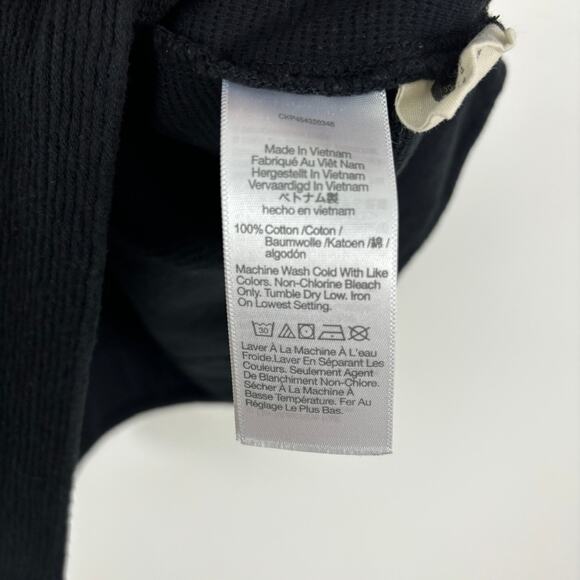 Made In Vietnam
Fabriqué Au Viêt Nam
Hergestellt In Vietnam
Vervaardigd In Vietnam
ベトナム製
hecho en vietnam
100% Cotton /Coton /
Baumwolle /Katoen /綿 /
algodón
Machine Wash Cold With Like
Colors. Non-Chlorine Bleach
Only. Tumble Dry Low. Iron
On Lowest Setting.
30
Laver À La Machine À L'eau
Froide.Laver En Séparant Les
Couleurs. Seulement Agent
De Blanchiment Non-Chlore.
Sécher À La Machine À
Basse Température. Fer Au
Réglage Le Plus Bas.